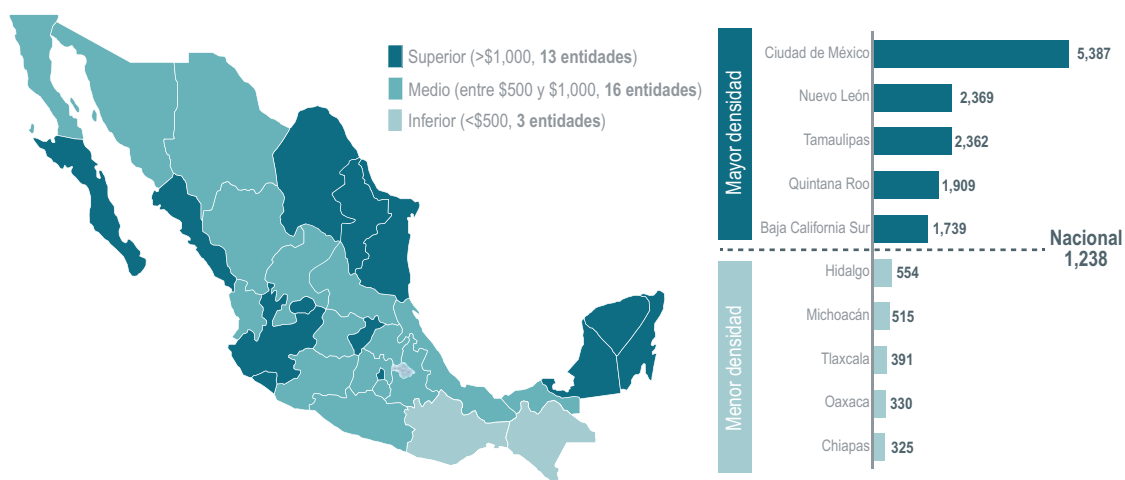 Superior (>$1,000, 13 entidades)
Medio (entre $500 y $1,000, 16 entidades)
Inferior (<$500, 3 entidades)
Mayor densidad
Ciudad de México 5,387
Nuevo León 2,369
Tamaulipas 2,362
Quintana Roo 1,909
Baja California Sur 1,739
Nacional
1,238
Menor densidad
Hidalgo 554
Michoacán 515
Tlaxcala 391
Oaxaca 330
Chiapas 325